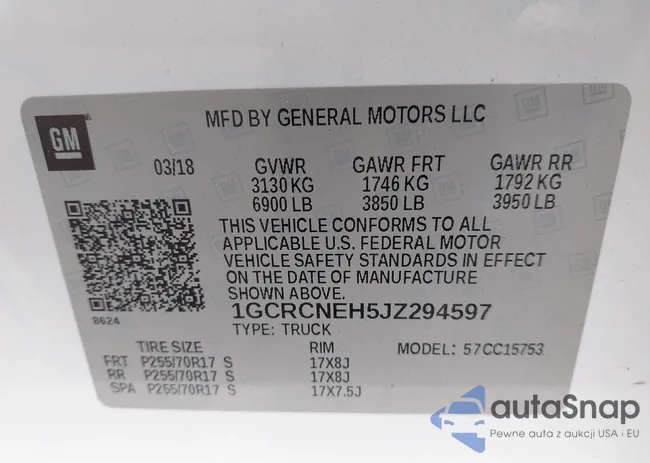 GM
MFD BY GENERAL MOTORS LLC
03/18 GVWR GAWR FRT GAWR RR
3130 KG 1746 KG 1792 KG
6900 LB 3850 LB 3950 LB
THIS VEHICLE CONFORMS TO ALL
APPLICABLE U.S. FEDERAL MOTOR
VEHICLE SAFETY STANDARDS IN EFFECT
ON THE DATE OF MANUFACTURE
SHOWN ABOVE.
8624
1GCRCNEH5JZ294597
TYPE: TRUCK
TIRE SIZE RIM MODEL: 57CC15753
FRT P255/70R17 S 17X8J
RR P255/70R17 S 17X8J
SPA P255/70R17 S 17X7.5J
autaSnap
Pewne auta z aukcji USA i EU